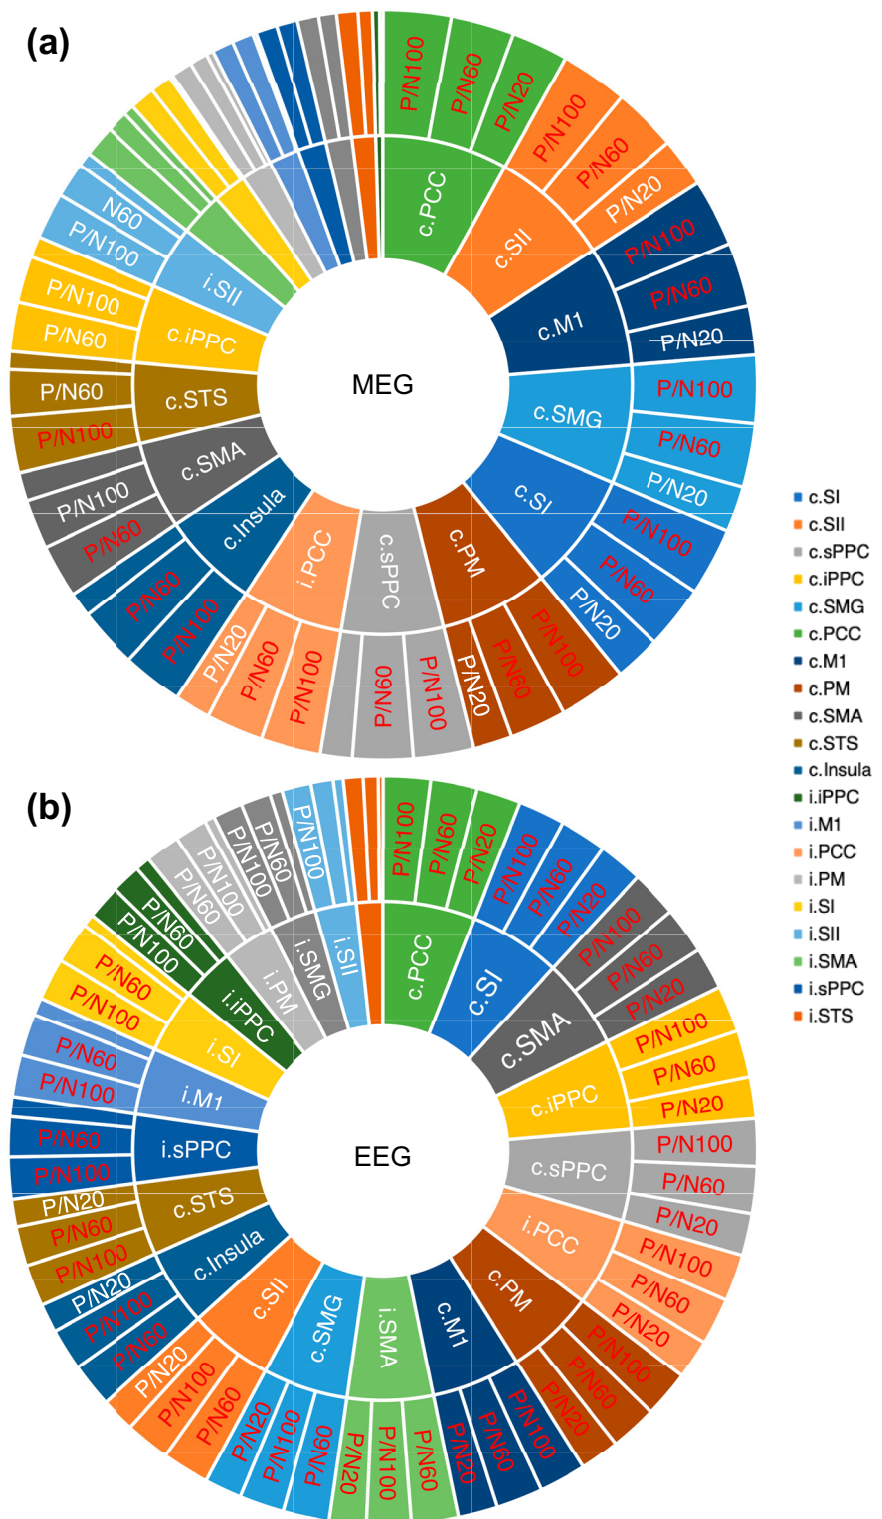 (a)
MEG
c.PCC
P/N100
P/N60
P/N20
c.SII
P/N100
P/N60
P/N20
c.M1
P/N100
P/N60
P/N20
c.SMG
P/N100
P/N60
P/N20
c.SI
P/N100
P/N60
P/N20
c.PM
P/N100
P/N60
P/N20
c.sPPC
P/N100
P/N60
i.PCC
P/N100
P/N60
P/N20
c.Insula
P/N100
P/N60
c.SMA
P/N60
P/N100
c.STS
P/N100
P/N60
c.iPPC
P/N60
P/N100
i.SII
P/N100
N60
c.SI
c.SII
c.sPPC
c.iPPC
c.SMG
c.PCC
c.M1
c.PM
c.SMA
c.STS
c.Insula
i.iPPC
i.M1
i.PCC
i.PM
i.SI
i.SII
i.SMA
i.sPPC
i.STS
(b)
EEG
c.PCC
P/N100
P/N60
P/N20
c.SI
P/N100
P/N60
P/N20
c.SMA
P/N100
P/N60
P/N20
c.iPPC
P/N100
P/N60
P/N20
c.sPPC
P/N100
P/N60
P/N20
i.PCC
P/N100
P/N60
P/N20
c.PM
P/N100
P/N60
P/N20
c.M1
P/N100
P/N60
P/N20
i.SMA
P/N60
P/N100
P/N20
c.SMG
P/N60
P/N100
P/N20
c.SII
P/N60
P/N100
P/N20
c.Insula
P/N60
P/N100
P/N20
c.STS
P/N100
P/N60
P/N20
i.sPPC
P/N100
P/N60
i.M1
P/N100
P/N60
i.SI
P/N100
P/N60
i.iPPC
P/N100
P/N60
i.PM
P/N60
P/N100
i.SMG
P/N100
P/N60
i.SII
P/N100